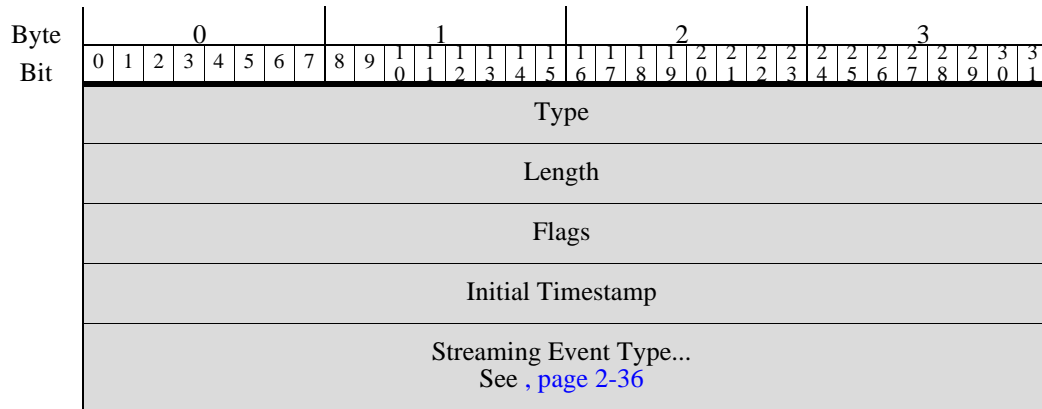 Byte 0 1 2 3
Bit 0 1 2 3 4 5 6 7 8 9 10 11 12 13 14 15 16 17 18 19 20 21 22 23 24 25 26 27 28 29 30 31
Type
Length
Flags
Initial Timestamp
Streaming Event Type...
See , page 2-36